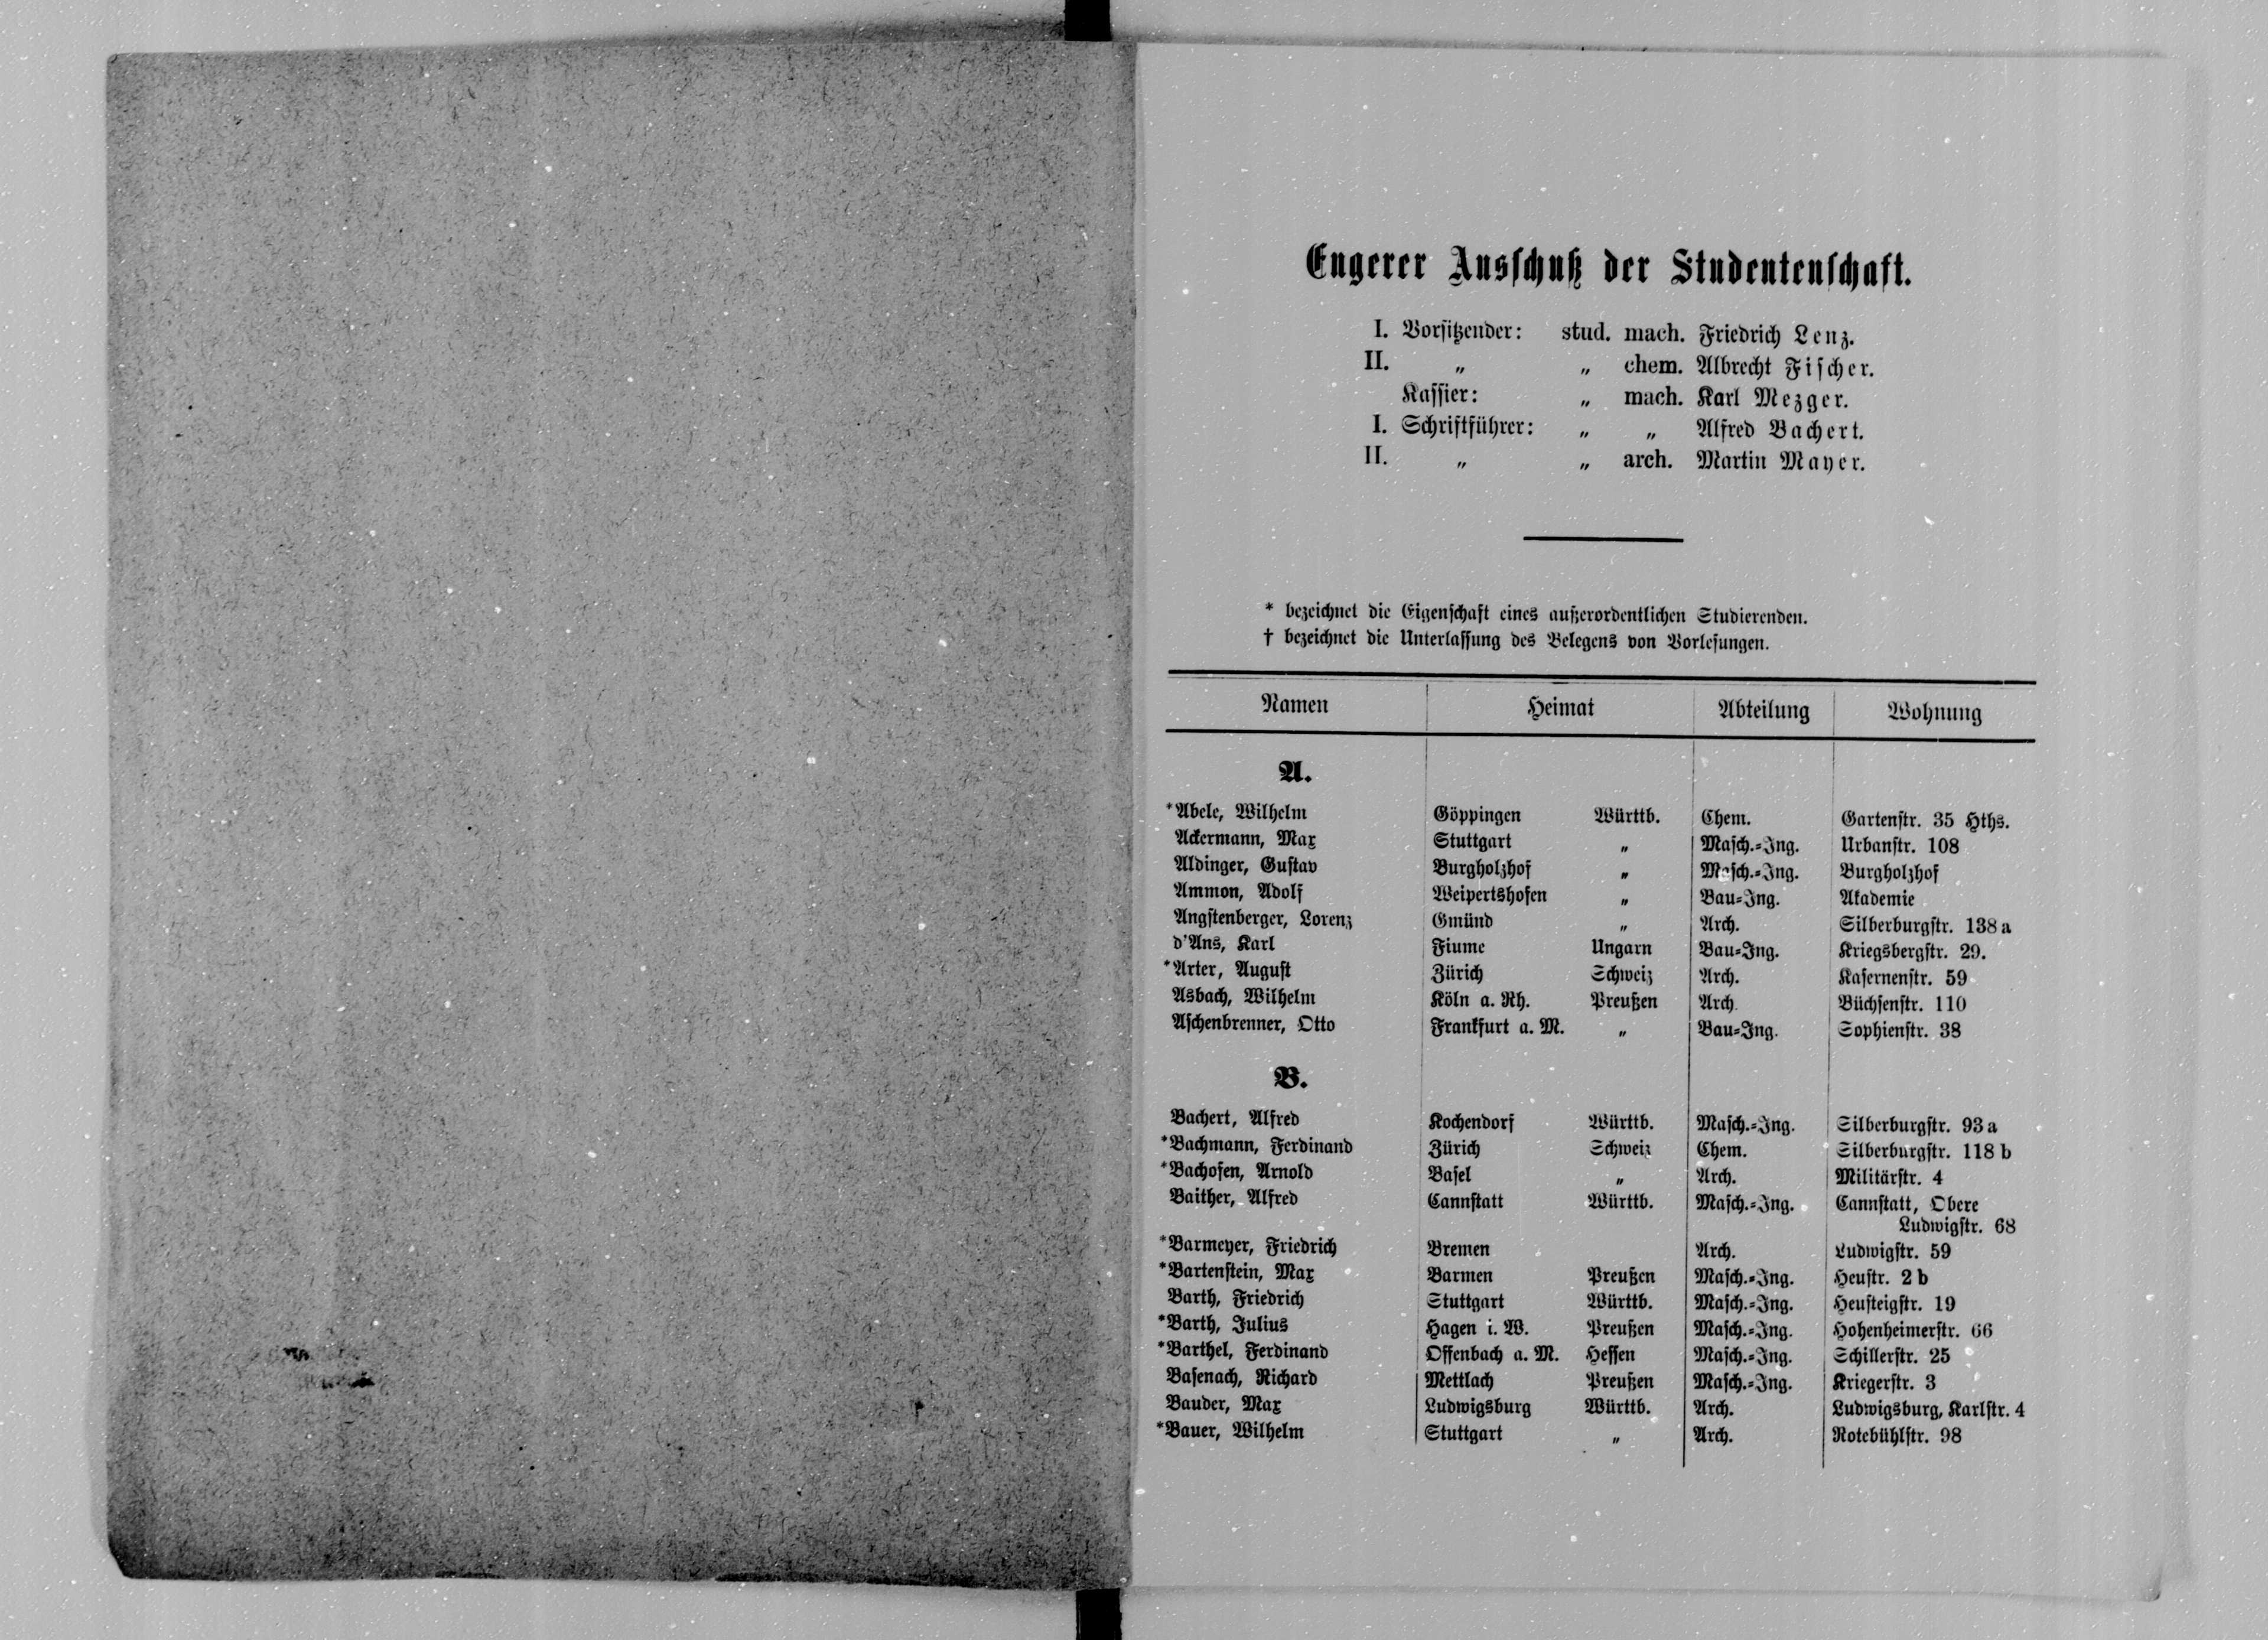 Engerer Ausschuß der Studentenschaft.
I. Vorsitzender: stud. mach. Friedrich Lenz.
II. „ „ chem. Albrecht Fischer.
Kassier: „ mach. Karl Mezger.
I. Schriftführer: „ „ Alfred Bachert.
II. „ „ arch. Martin Mayer.
* bezeichnet die Eigenschaft eines außerordentlichen Studierenden.
† bezeichnet die Unterlassung des Belegens von Vorlesungen.
Namen Heimat Abteilung Wohnung
A.
*Abele, Wilhelm Göppingen Württb. Chem. Gartenstr. 35 Hths.
Ackermann, Max Stuttgart „ Masch.-Ing. Urbanstr. 108
Aldinger, Gustav Burgholzhof „ Masch.-Ing. Burgholzhof
Ammon, Adolf Weipertshofen „ Bau-Ing. Akademie
Angstenberger, Lorenz Gmünd „ Arch. Silberburgstr. 138 a
d'Ans, Karl Fiume Ungarn Bau-Ing. Kriegsbergstr. 29.
*Arter, August Zürich Schweiz Arch. Kasernenstr. 59
Asbach, Wilhelm Köln a. Rh. Preußen Arch. Büchsenstr. 110
Aschenbrenner, Otto Frankfurt a. M. „ Bau-Ing. Sophienstr. 38
B.
Bachert, Alfred Kochendorf Württb. Masch.-Ing. Silberburgstr. 93 a
*Bachmann, Ferdinand Zürich Schweiz Chem. Silberburgstr. 118 b
*Bachofen, Arnold Basel „ Arch. Militärstr. 4
Baither, Alfred Cannstatt Württb. Masch.-Ing. Cannstatt, Obere
Ludwigstr. 68
*Barmeyer, Friedrich Bremen Arch. Ludwigstr. 59
*Bartenstein, Max Barmen Preußen Masch.-Ing. Heustr. 2 b
Barth, Friedrich Stuttgart Württb. Masch.-Ing. Heusteigstr. 19
*Barth, Julius Hagen i. W. Preußen Masch.-Ing. Hohenheimerstr. 66
*Barthel, Ferdinand Offenbach a. M. Hessen Masch.-Ing. Schillerstr. 25
Basenach, Richard Mettlach Preußen Masch.-Ing. Kriegerstr. 3
Bauder, Max Ludwigsburg Württb. Arch. Ludwigsburg, Karlstr. 4
*Bauer, Wilhelm Stuttgart „ Arch. Rotebühlstr. 98